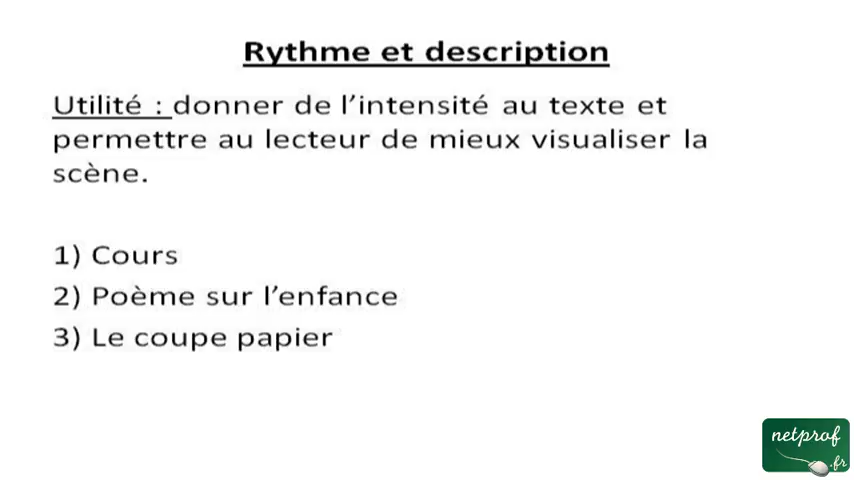 Rythme et description
Utilité : donner de l’intensité au texte et
permettre au lecteur de mieux visualiser la
scène.
1) Cours
2) Poème sur l’enfance
3) Le coupe papier
netprof
.fr